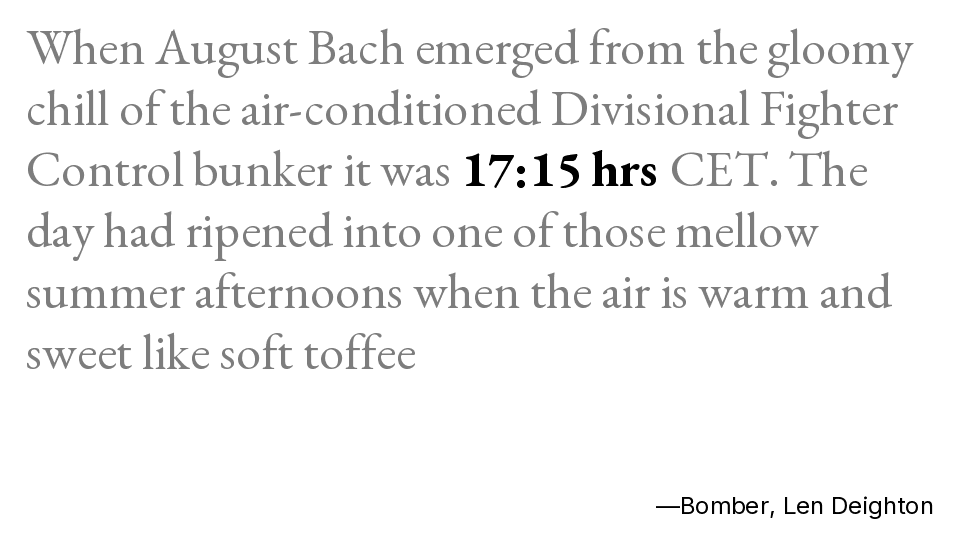 When August Bach emerged from the gloomy
chill of the air-conditioned Divisional Fighter
Control bunker it was 17:15 hrs CET. The
day had ripened into one of those mellow
summer afternoons when the air is warm and
sweet like soft toffee
—Bomber, Len Deighton